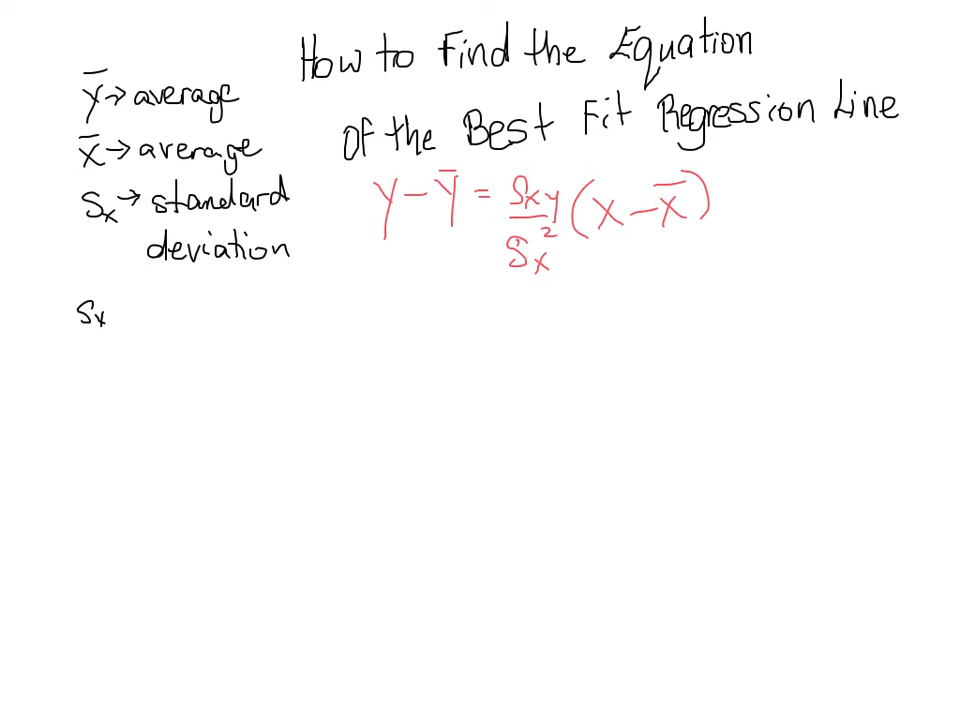 How to Find the Equation
Of the Best Fit Regression Line
ȳ → average
x̄ → average
Sx → standard
deviation
y - ȳ = Sxy/Sx² (x - x̄)
Sx